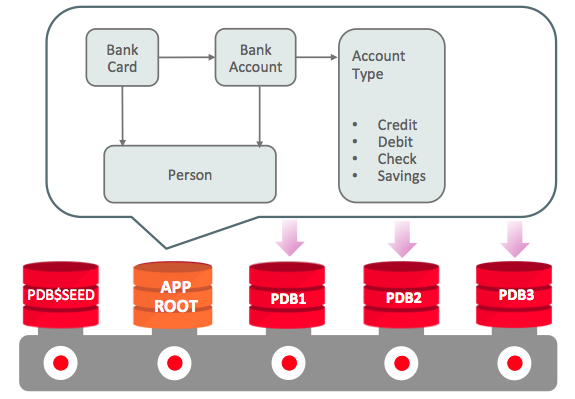 Bank
Card
Bank
Account
Account
Type
• Credit
• Debit
• Check
• Savings
Person
PDB$SEED
APP
ROOT
PDB1
PDB2
PDB3